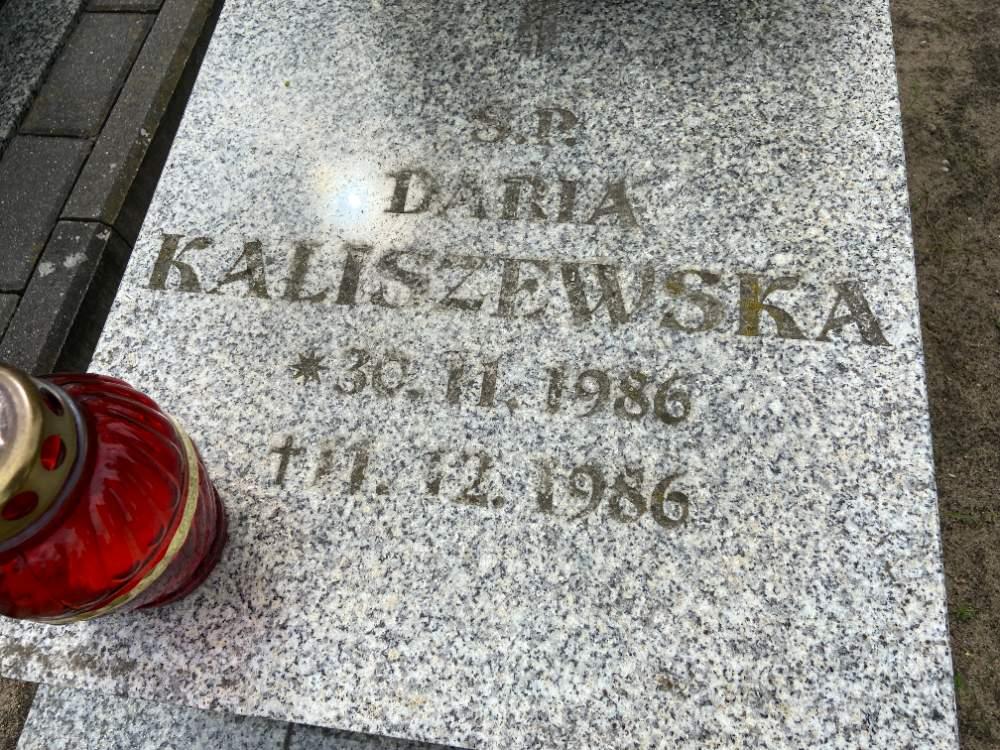 Ś.P.
DARIA
KALISZEWSKA
* 30. 11. 1986
† 11. 12. 1986